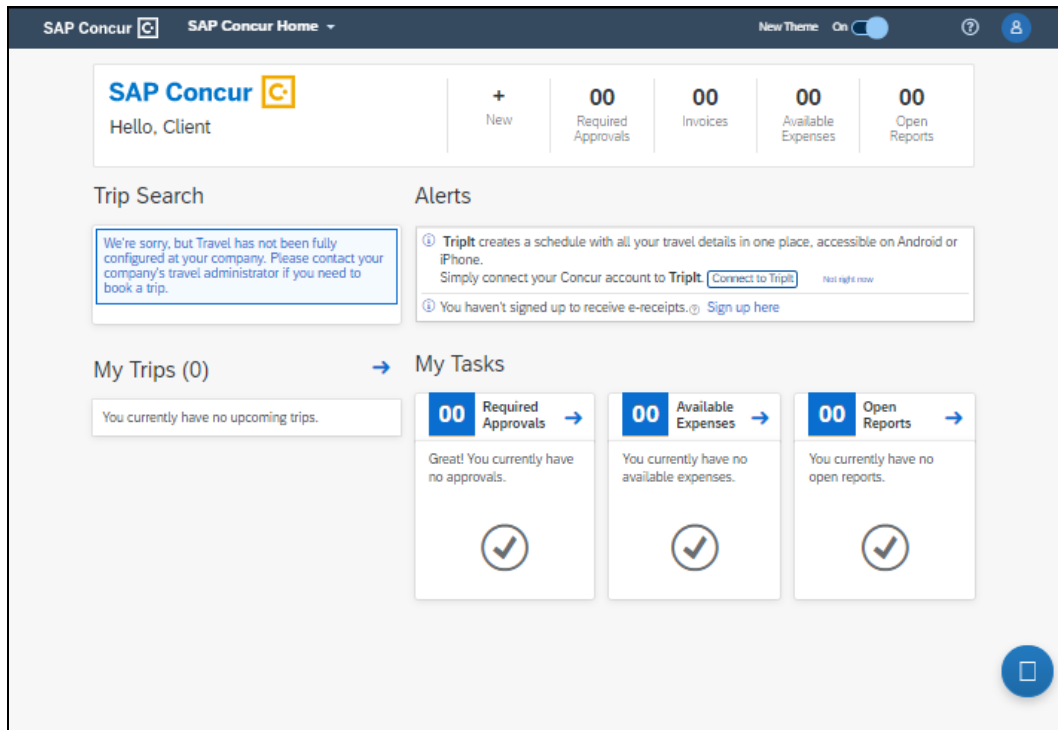 SAP Concur C SAP Concur Home New Theme On
SAP Concur C
Hello, Client
+
New
00
Required
Approvals
00
Invoices
00
Available
Expenses
00
Open
Reports
Trip Search
We're sorry, but Travel has not been fully
configured at your company. Please contact your
company's travel administrator if you need to
book a trip.
Alerts
TripIt creates a schedule with all your travel details in one place, accessible on Android or
iPhone.
Simply connect your Concur account to TripIt. Connect to TripIt Not right now
You haven't signed up to receive e-receipts. Sign up here
My Trips (0)
You currently have no upcoming trips.
My Tasks
00 Required
Approvals
Great! You currently have
no approvals.
00 Available
Expenses
You currently have no
available expenses.
00 Open
Reports
You currently have no
open reports.